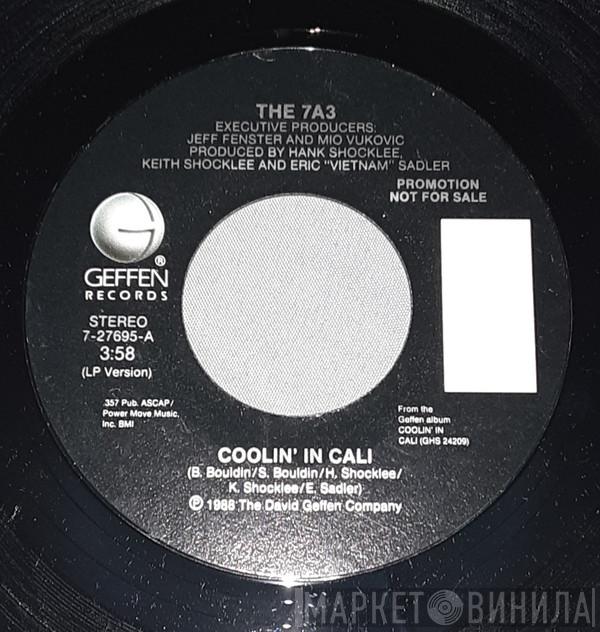 THE 7A3
EXECUTIVE PRODUCERS:
JEFF FENSTER AND MIO VUKOVIC
PRODUCED BY HANK SHOCKLEE,
KEITH SHOCKLEE AND ERIC "VIETNAM" SADLER
PROMOTION
NOT FOR SALE
G
®
GEFFEN
RECORDS
STEREO
7-27695-A
3:58
(LP Version)
.357 Pub. ASCAP/
Power Move Music,
Inc. BMI
From the
Geffen album
COOLIN' IN
CALI (GHS 24209)
COOLIN' IN CALI
(B. Bouldin/S. Bouldin/H. Shocklee/
K. Shocklee/E. Sadler)
℗ 1988 The David Geffen Company
МАРКЕТ ВИНИЛА